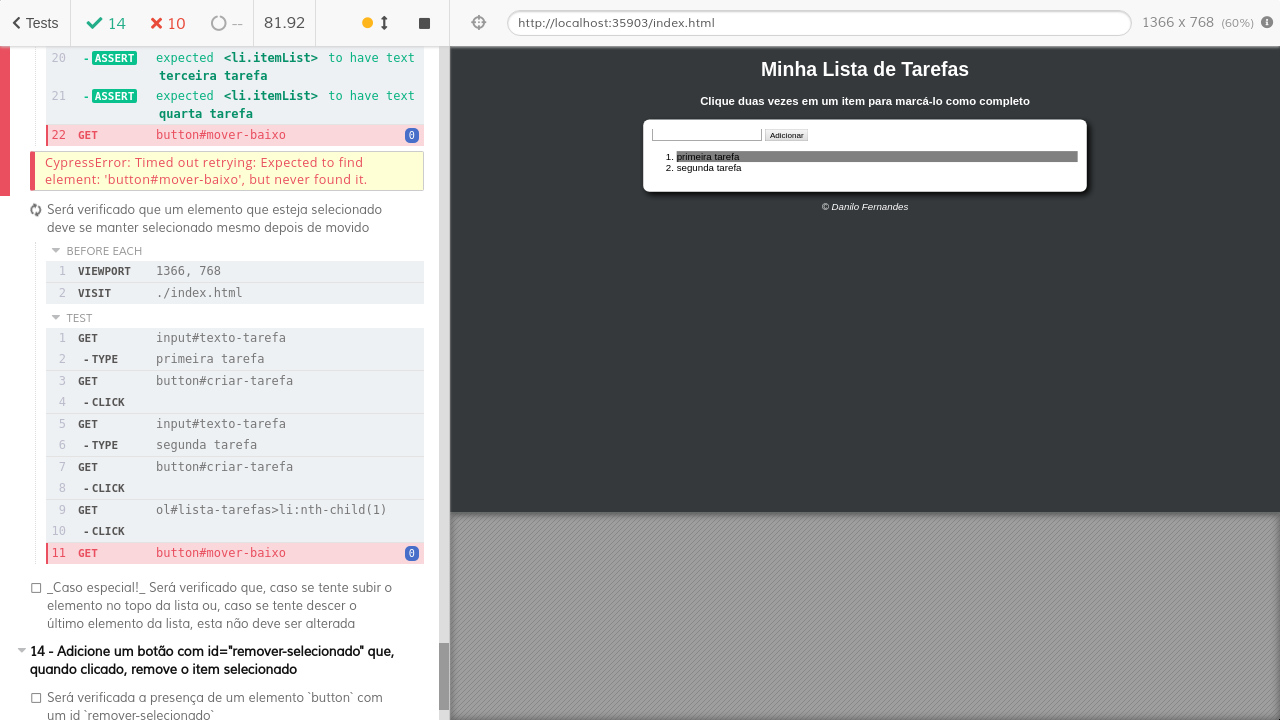 Tests
14
10
--
81.92
http://localhost:35903/index.html
1366 x 768 (60%)
20 - ASSERT expected <li.itemList> to have text
terceira tarefa
21 - ASSERT expected <li.itemList> to have text
quarta tarefa
22 GET button#mover-baixo 0
CypressError: Timed out retrying: Expected to find
element: 'button#mover-baixo', but never found it.
Será verificado que um elemento que esteja selecionado
deve se manter selecionado mesmo depois de movido
BEFORE EACH
1 VIEWPORT 1366, 768
2 VISIT ./index.html
TEST
1 GET input#texto-tarefa
2 - TYPE primeira tarefa
3 GET button#criar-tarefa
4 - CLICK
5 GET input#texto-tarefa
6 - TYPE segunda tarefa
7 GET button#criar-tarefa
8 - CLICK
9 GET ol#lista-tarefas>li:nth-child(1)
10 - CLICK
11 GET button#mover-baixo 0
_Caso especial!_ Será verificado que, caso se tente subir o
elemento no topo da lista ou, caso se tente descer o
último elemento da lista, esta não deve ser alterada
14 - Adicione um botão com id="remover-selecionado" que,
quando clicado, remove o item selecionado
Será verificada a presença de um elemento `button` com
um id `remover-selecionado`
Minha Lista de Tarefas
Clique duas vezes em um item para marcá-lo como completo
Adicionar
1. primeira tarefa
2. segunda tarefa
© Danilo Fernandes